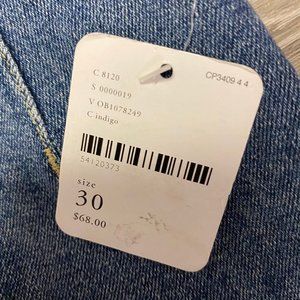 CP3409 4 4
C 8120
S 0000019
V OB1078249
C indigo
54120373
size
30
$68.00